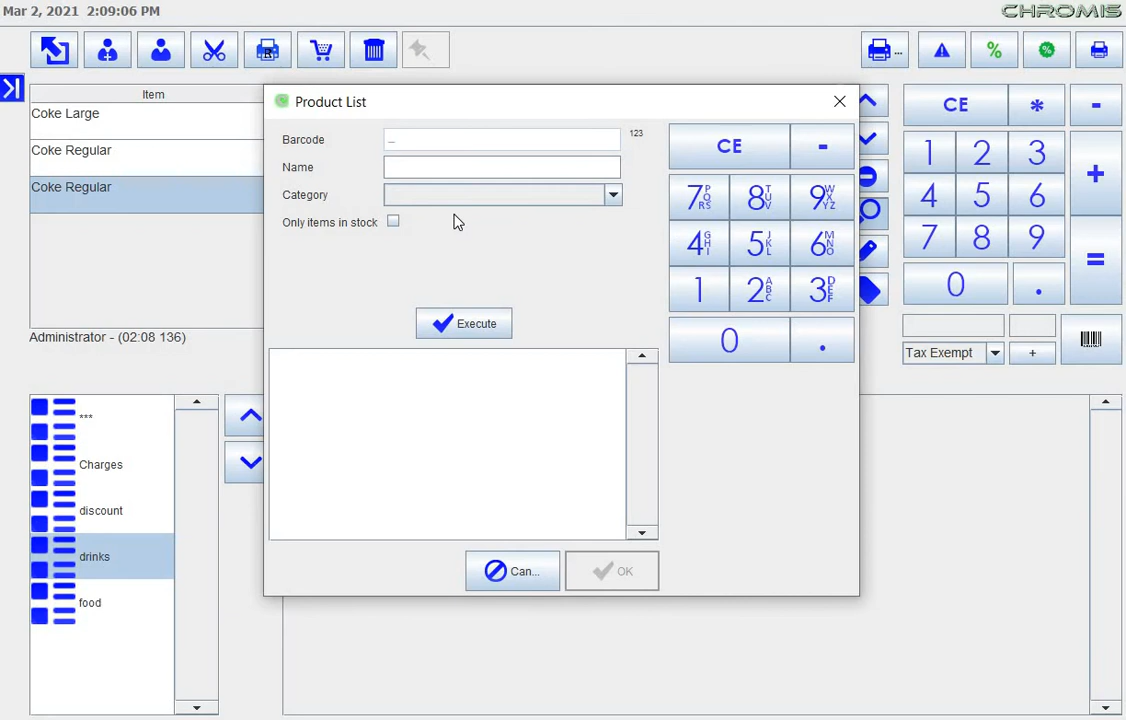 Mar 2, 2021 2:09:06 PM
CHROMIS
R
...
%
%
Item
Coke Large
Coke Regular
Coke Regular
Administrator - (02:08 136)
Product List
Barcode
_
123
Name
Category
Only items in stock
Execute
Can...
OK
CE
-
7 PQRS
8 TUV
9 WXYZ
4 GHI
5 JKL
6 MNO
1
2 ABC
3 DEF
0
.
CE
*
-
1
2
3
+
4
5
6
7
8
9
=
0
.
Tax Exempt
+
***
Charges
discount
drinks
food